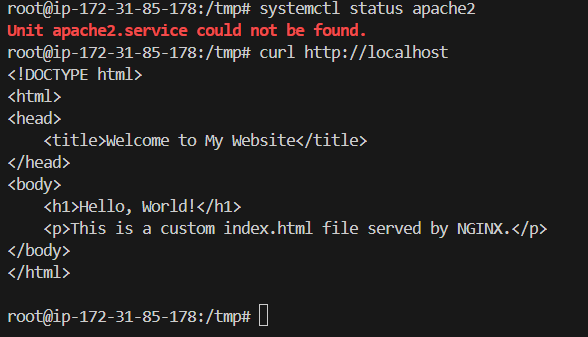 root@ip-172-31-85-178:/tmp# systemctl status apache2
Unit apache2.service could not be found.
root@ip-172-31-85-178:/tmp# curl http://localhost
<!DOCTYPE html>
<html>
<head>
    <title>Welcome to My Website</title>
</head>
<body>
    <h1>Hello, World!</h1>
    <p>This is a custom index.html file served by NGINX.</p>
</body>
</html>

root@ip-172-31-85-178:/tmp#